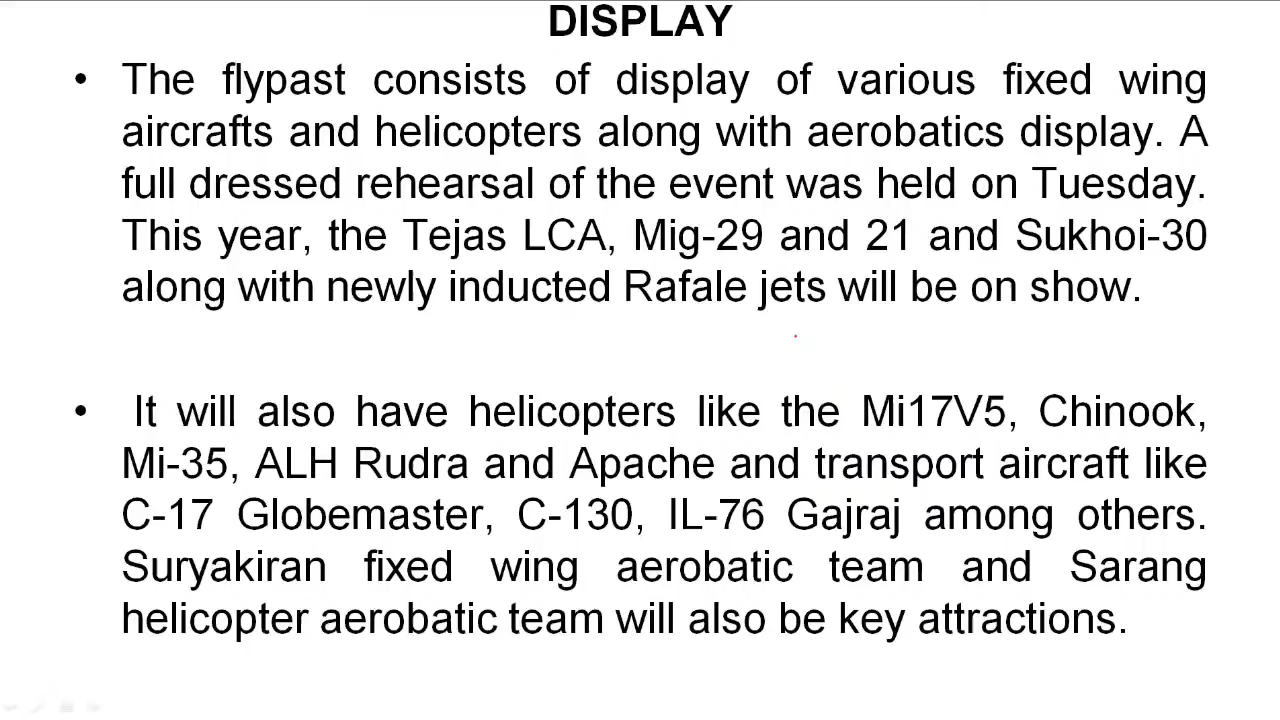 DISPLAY
• The flypast consists of display of various fixed wing
aircrafts and helicopters along with aerobatics display. A
full dressed rehearsal of the event was held on Tuesday.
This year, the Tejas LCA, Mig-29 and 21 and Sukhoi-30
along with newly inducted Rafale jets will be on show.
• It will also have helicopters like the Mi17V5, Chinook,
Mi-35, ALH Rudra and Apache and transport aircraft like
C-17 Globemaster, C-130, IL-76 Gajraj among others.
Suryakiran fixed wing aerobatic team and Sarang
helicopter aerobatic team will also be key attractions.